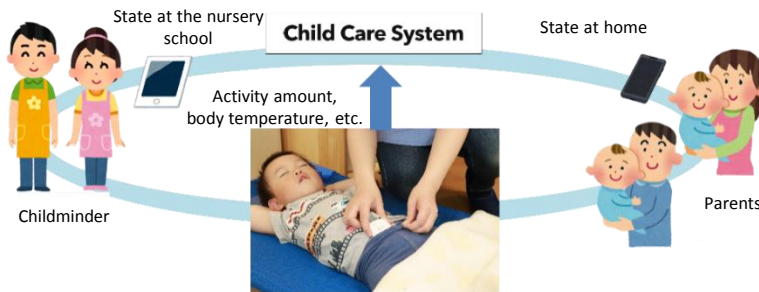 State at the nursery
school
Child Care System
State at home
Activity amount,
body temperature, etc.
Childminder
Parents